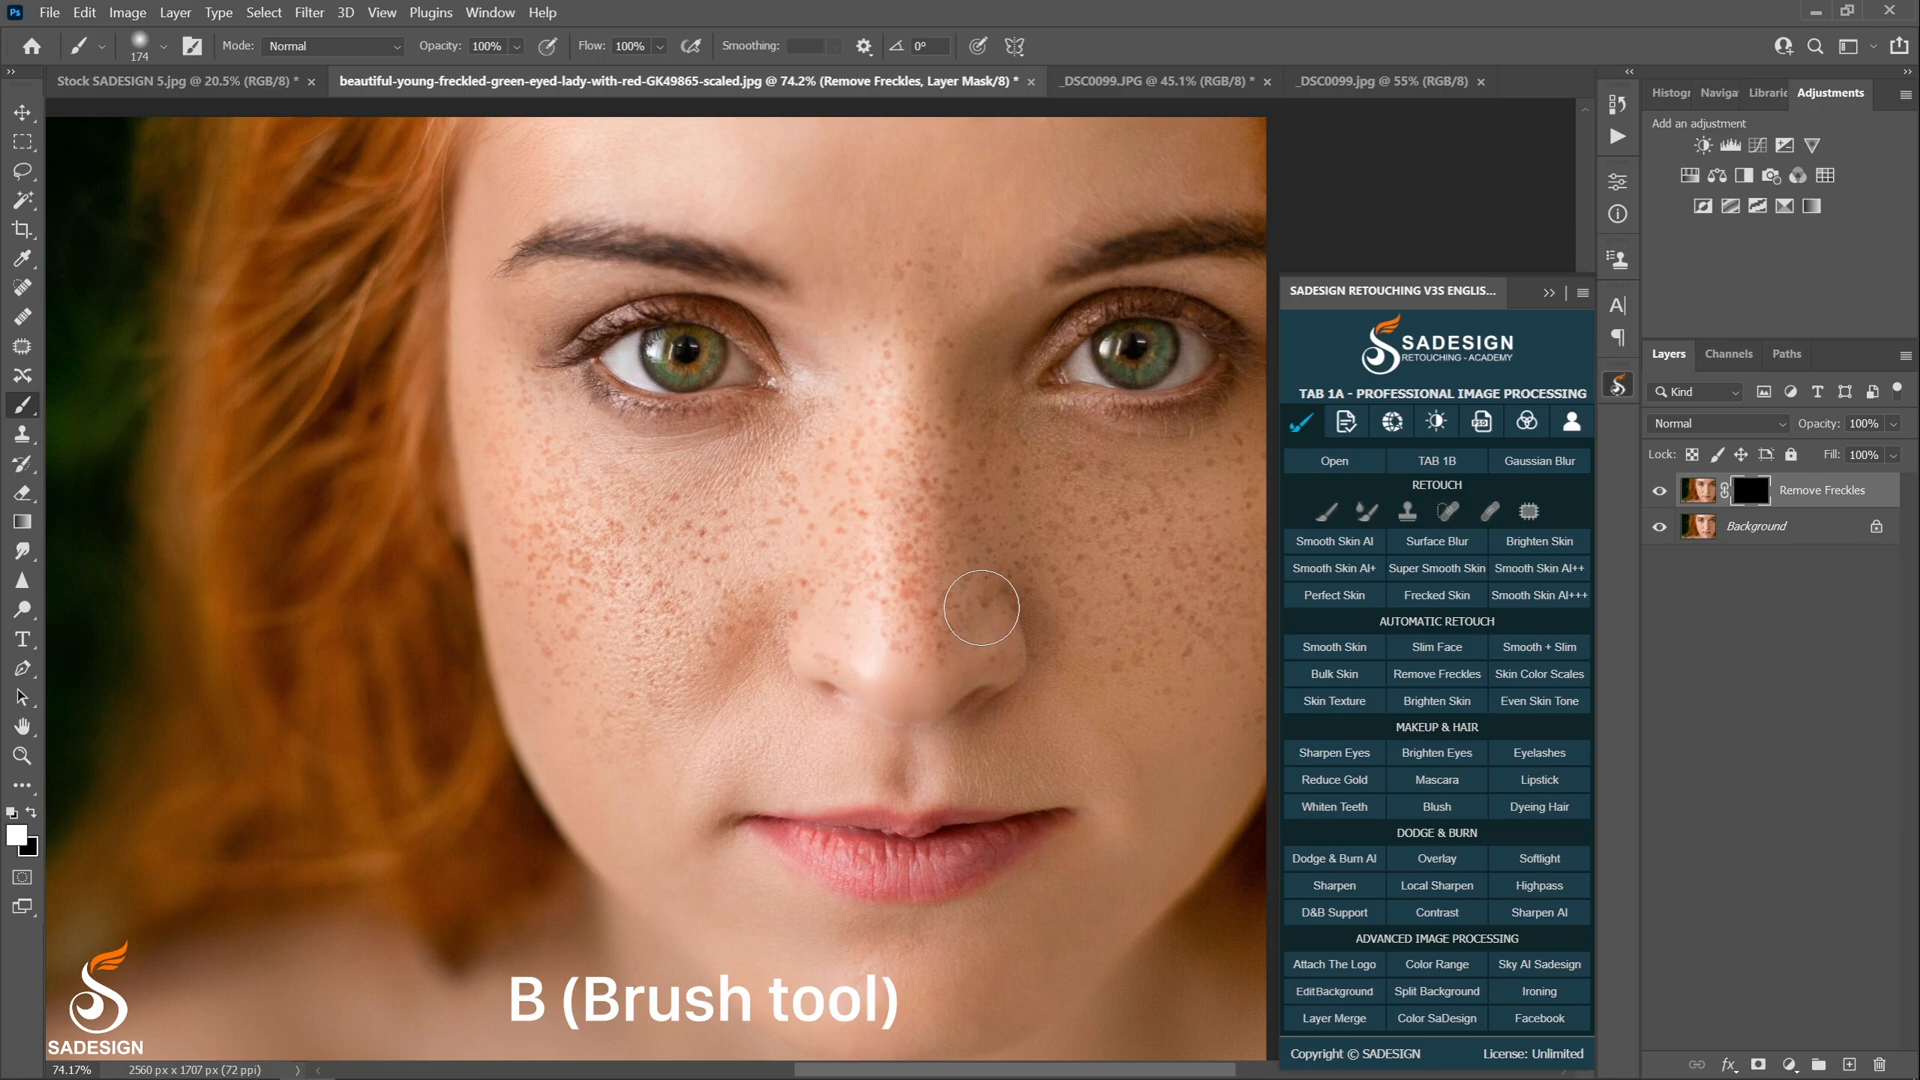 Ps File Edit Image Layer Type Select Filter 3D View Plugins Window Help
174 Mode: Normal Opacity: 100% Flow: 100% Smoothing: 0°
Stock SADESIGN 5.jpg @ 20.5% (RGB/8) * beautiful-young-freckled-green-eyed-lady-with-red-GK49865-scaled.jpg @ 74.2% (Remove Freckles, Layer Mask/8) * _DSC0099.JPG @ 45.1% (RGB/8) * _DSC0099.jpg @ 55% (RGB/8)
Histogr Naviga Librarie Adjustments
Add an adjustment
SADESIGN RETOUCHING V3S ENGLIS...
SADESIGN
RETOUCHING - ACADEMY
TAB 1A - PROFESSIONAL IMAGE PROCESSING
Open TAB 1B Gaussian Blur
RETOUCH
Smooth Skin AI Surface Blur Brighten Skin
Smooth Skin AI+ Super Smooth Skin Smooth Skin AI++
Perfect Skin Frecked Skin Smooth Skin AI+++
AUTOMATIC RETOUCH
Smooth Skin Slim Face Smooth + Slim
Bulk Skin Remove Freckles Skin Color Scales
Skin Texture Brighten Skin Even Skin Tone
MAKEUP & HAIR
Sharpen Eyes Brighten Eyes Eyelashes
Reduce Gold Mascara Lipstick
Whiten Teeth Blush Dyeing Hair
DODGE & BURN
Dodge & Burn AI Overlay Softlight
Sharpen Local Sharpen Highpass
D&B Support Contrast Sharpen AI
ADVANCED IMAGE PROCESSING
Attach The Logo Color Range Sky AI Sadesign
EditBackground Split Background Ironing
Layer Merge Color SaDesign Facebook
Copyright © SADESIGN License: Unlimited
Layers Channels Paths
Kind
Normal Opacity: 100%
Lock: Fill: 100%
Remove Freckles
Background
B (Brush tool)
SADESIGN
74.17% 2560 px x 1707 px (72 ppi)